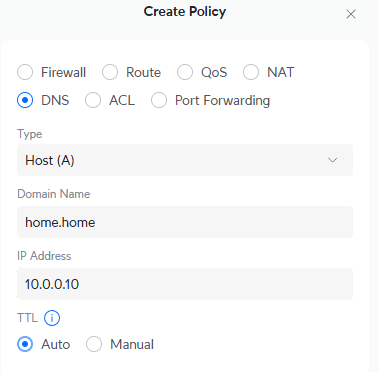 Create Policy
Firewall Route QoS NAT
DNS ACL Port Forwarding
Type
Host (A)
Domain Name
home.home
IP Address
10.0.0.10
TTL
Auto Manual